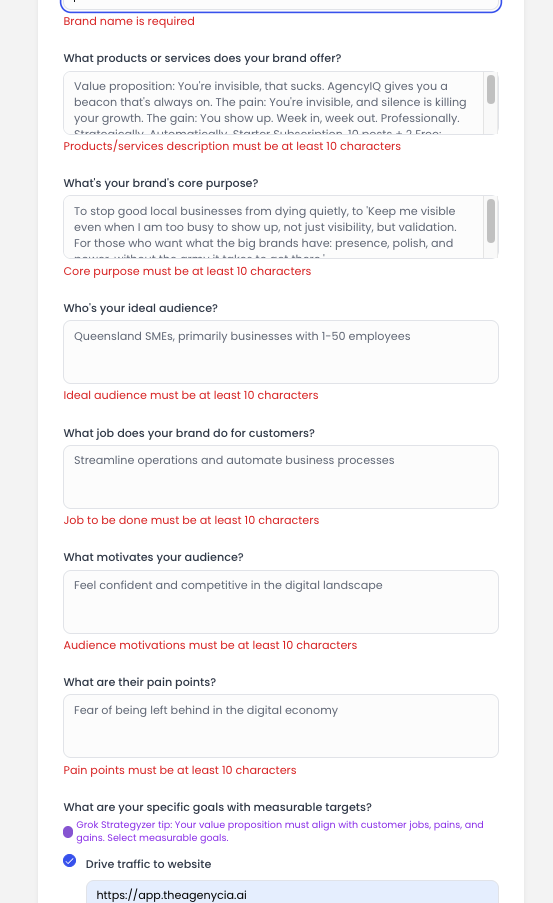 Brand name is required
What products or services does your brand offer?
Value proposition: You're invisible, that sucks. AgencyIQ gives you a
beacon that's always on. The pain: You're invisible, and silence is killing
your growth. The gain: You show up. Week in, week out. Professionally.
Strategically. Automatically. Starter Subscription, 10 posts + 2 Free:
Products/services description must be at least 10 characters
What's your brand's core purpose?
To stop good local businesses from dying quietly, to 'Keep me visible
even when I am too busy to show up, not just visibility, but validation.
For those who want what the big brands have: presence, polish, and
power, without the army it takes to get there.'
Core purpose must be at least 10 characters
Who's your ideal audience?
Queensland SMEs, primarily businesses with 1-50 employees
Ideal audience must be at least 10 characters
What job does your brand do for customers?
Streamline operations and automate business processes
Job to be done must be at least 10 characters
What motivates your audience?
Feel confident and competitive in the digital landscape
Audience motivations must be at least 10 characters
What are their pain points?
Fear of being left behind in the digital economy
Pain points must be at least 10 characters
What are your specific goals with measurable targets?
Grok Strategyzer tip: Your value proposition must align with customer jobs, pains, and
gains. Select measurable goals.
Drive traffic to website
https://app.theagenycia.ai